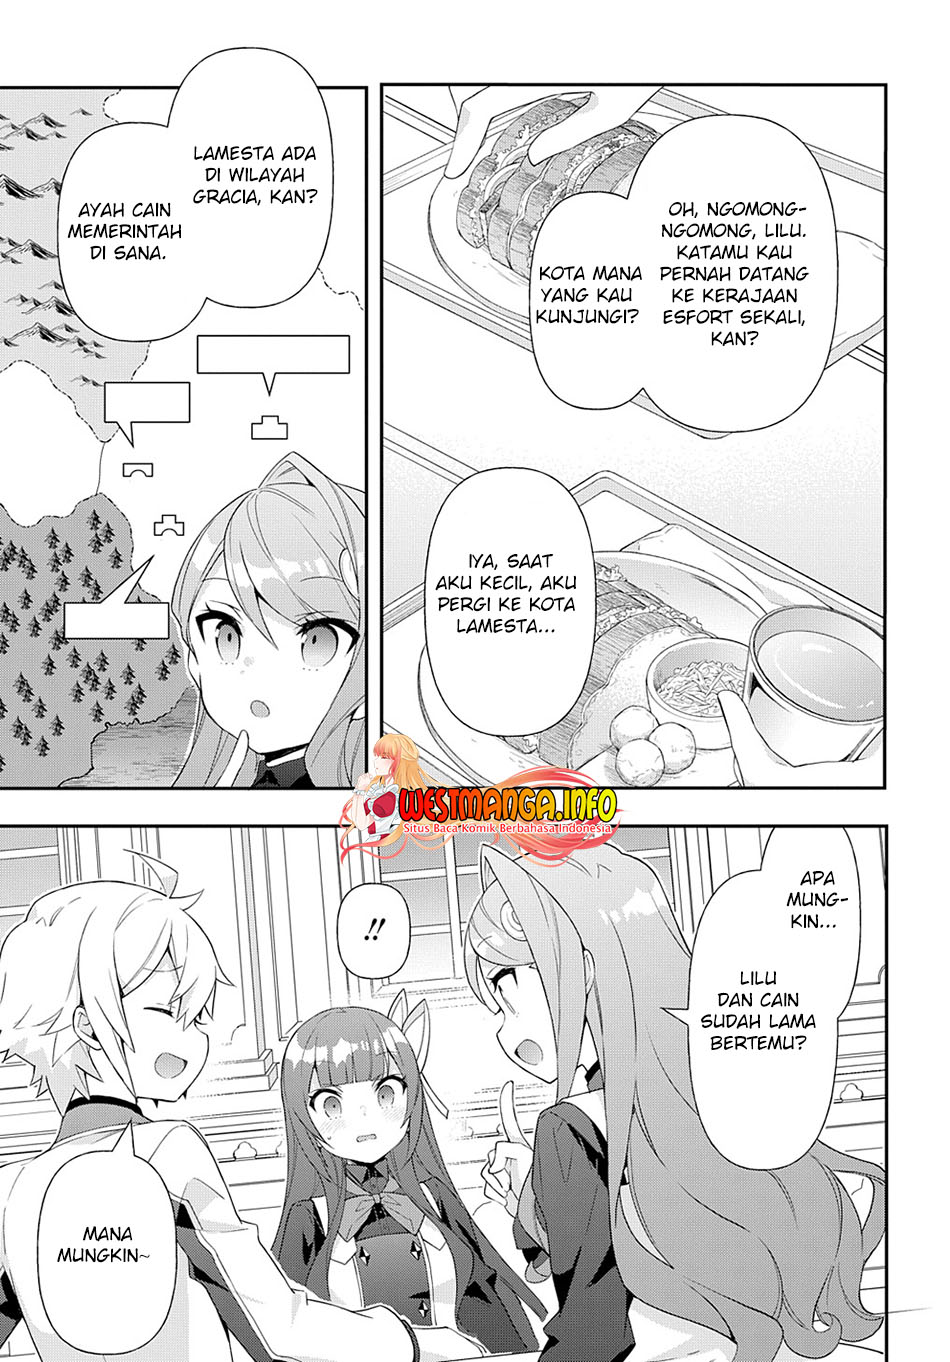 OH, NGOMONG-
NGOMONG, LILU.
KATAMU KAU
PERNAH DATANG
KE KERAJAAN
ESFORT SEKALI,
KAN?
KOTA MANA
YANG KAU
KUNJUNGI?
IYA, SAAT
AKU KECIL, AKU
PERGI KE KOTA
LAMESTA...
LAMESTA ADA
DI WILAYAH
GRACIA, KAN?
AYAH CAIN
MEMERINTAH
DI SANA.
WESTMANGA.INFO
Situs Baca Komik Berbahasa Indonesia
APA
MUNG-
KIN...
LILU
DAN CAIN
SUDAH LAMA
BERTEMU?
!!
MANA
MUNGKIN~